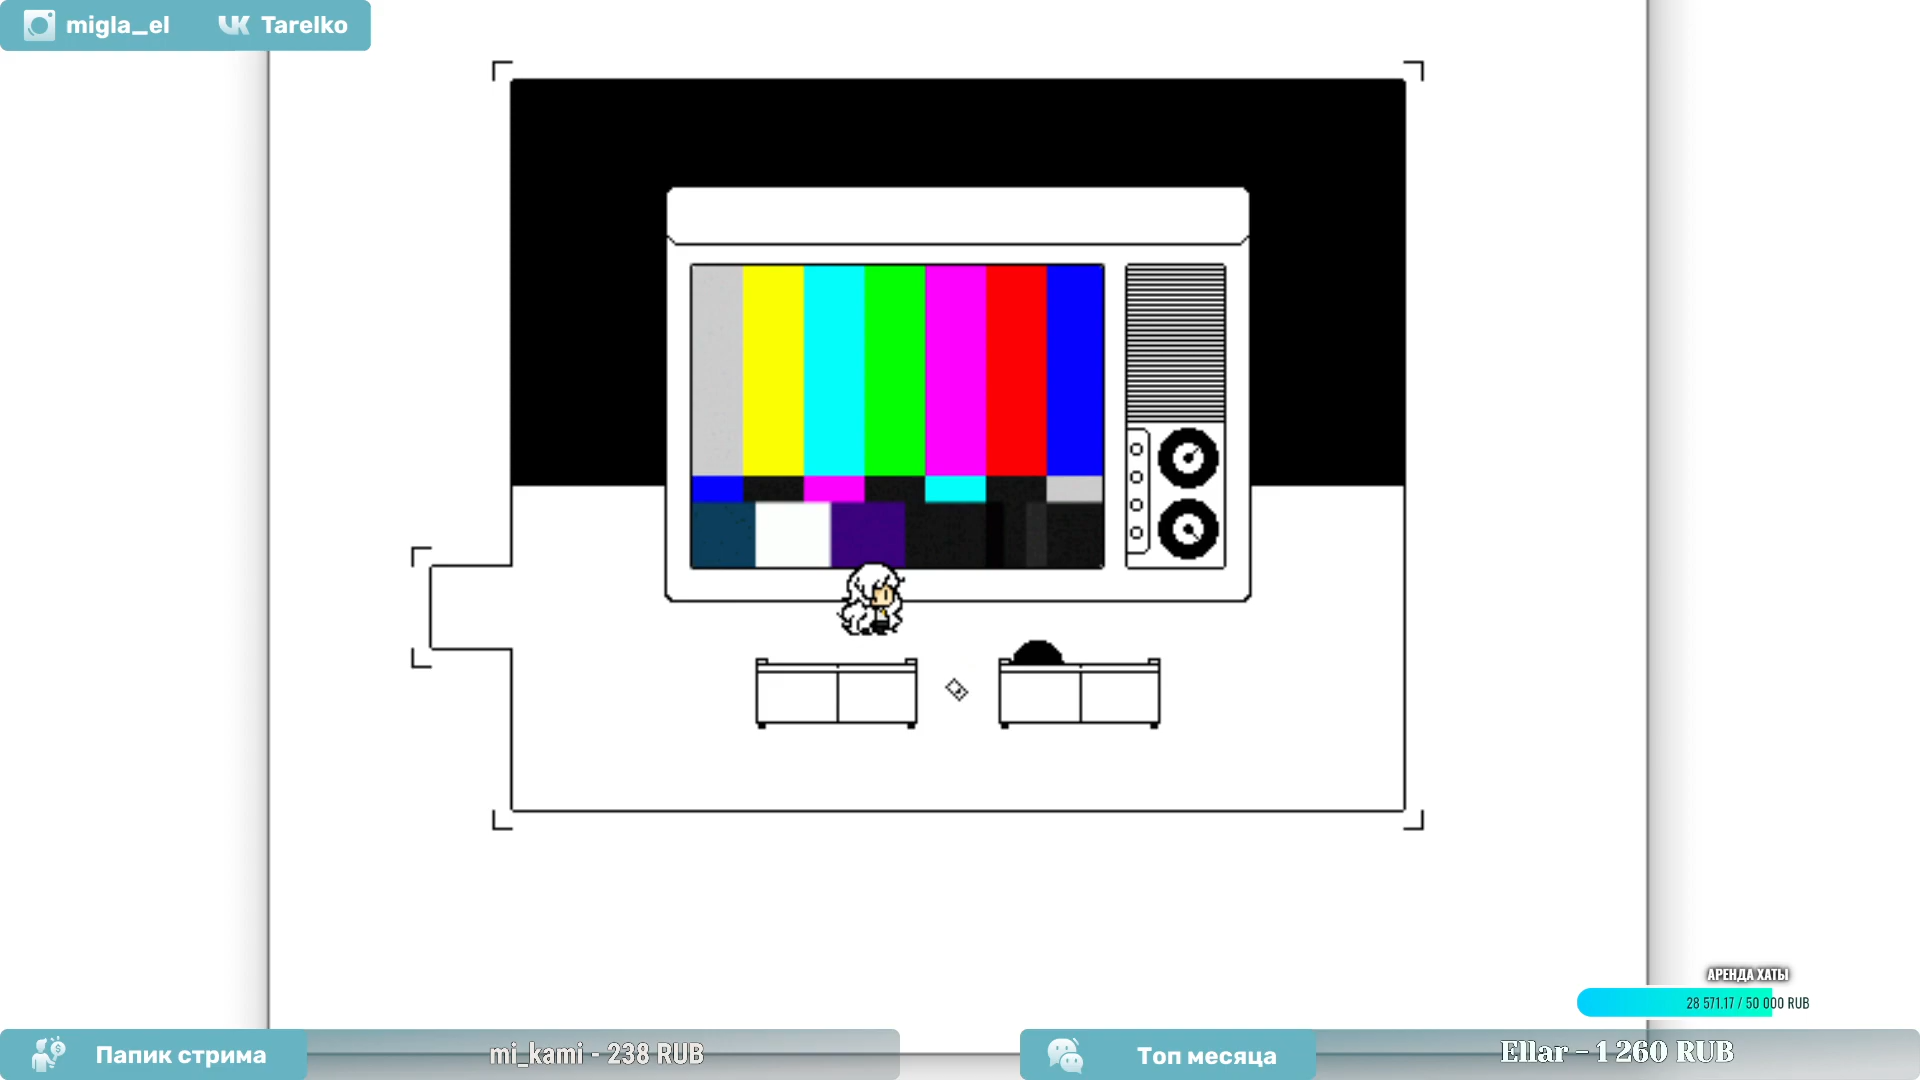 migla_el
Tarelko
АРЕНДА ХАТЫ
28 571.17 / 50 000 RUB
Папик стрима
mi_kami - 238 RUB
Топ месяца
Ellar - 1 260 RUB